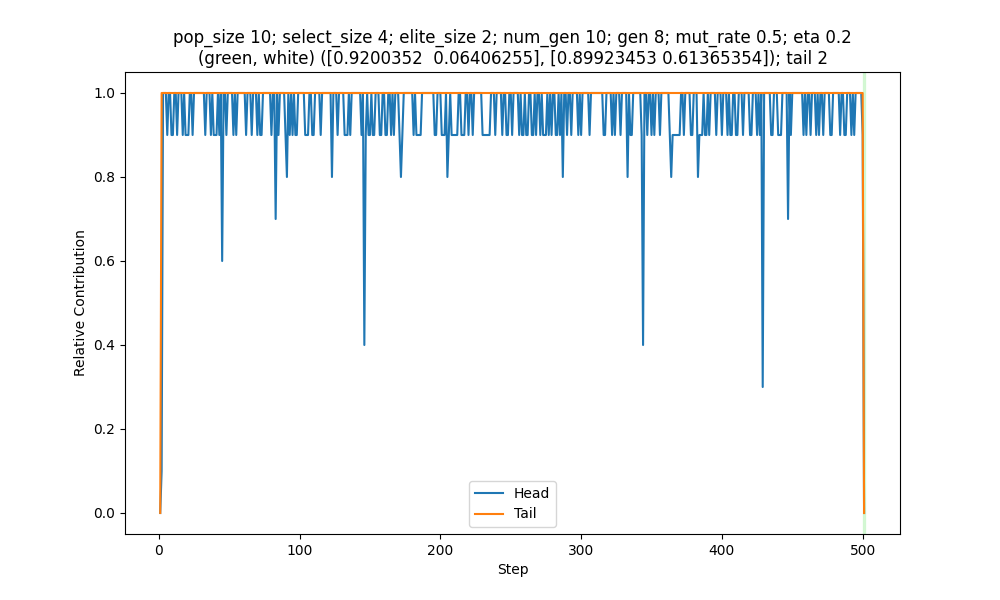 pop_size 10; select_size 4; elite_size 2; num_gen 10; gen 8; mut_rate 0.5; eta 0.2
(green, white) ([0.9200352  0.06406255], [0.89923453 0.61365354]); tail 2
1.0
0.8
0.6
0.4
0.2
0.0
Relative Contribution
Head
Tail
0
100
200
300
400
500
Step